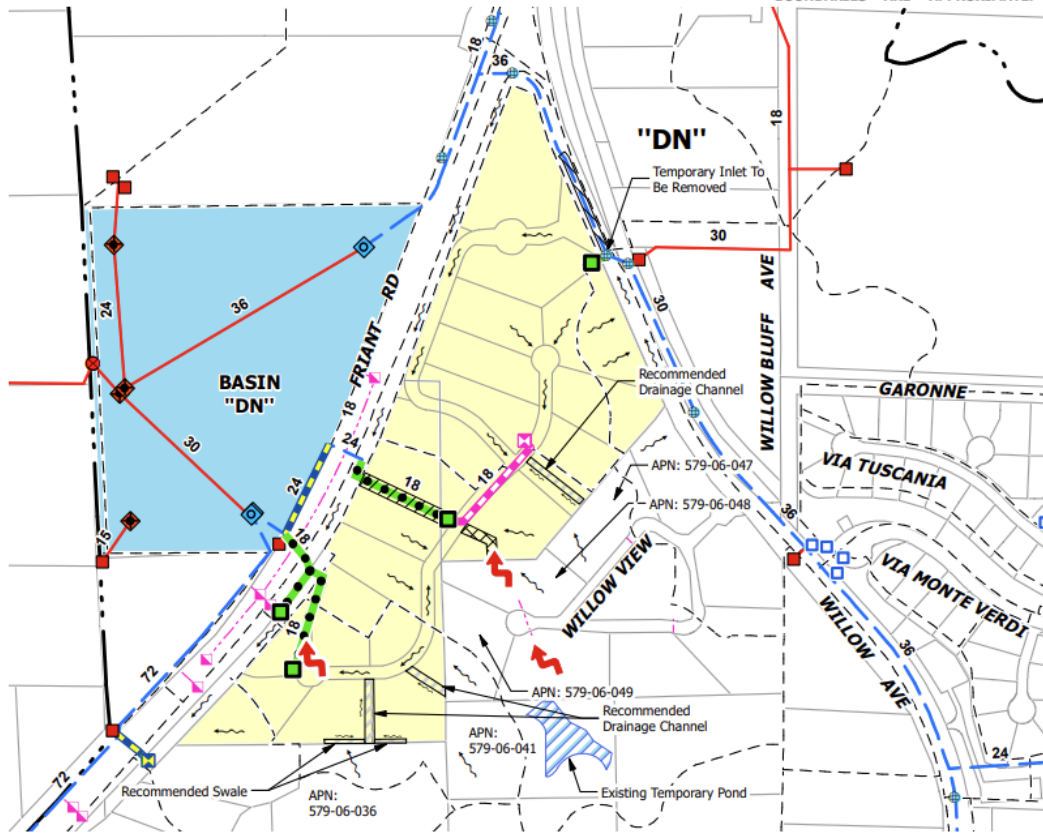 18
36
"DN"
Temporary Inlet To
Be Removed
18
30
24
36
FRIANT RD
30
WILLOW BLUFF AVE
BASIN
"DN"
18
Recommended
Drainage Channel
GARONNE
30
24
24
18
18
APN: 579-06-047
VIA TUSCANIA
APN: 579-06-048
36
15
18
WILLOW VIEW
VIA MONTE VERDI
18
WILLOW AVE
36
72
APN: 579-06-049
Recommended
Drainage Channel
APN:
579-06-041
24
72
Recommended Swale
APN:
579-06-036
Existing Temporary Pond